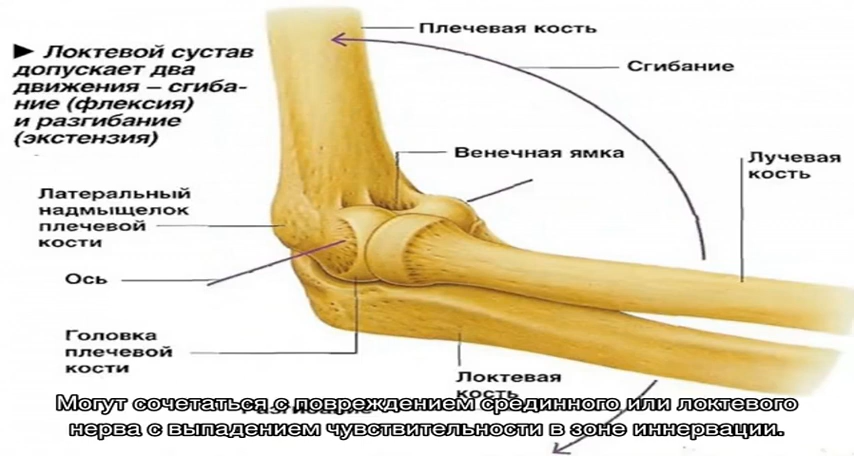 ► Локтевой сустав
допускает два
движения – сгиба-
ние (флексия)
и разгибание
(экстензия)
Плечевая кость
Сгибание
Венечная ямка
Лучевая
кость
Латеральный
надмыщелок
плечевой
кости
Ось
Головка
плечевой
кости
Локтевая
кость
Разгибание
Могут сочетаться с повреждением срединного или локтевого
нерва с выпадением чувствительности в зоне иннервации.